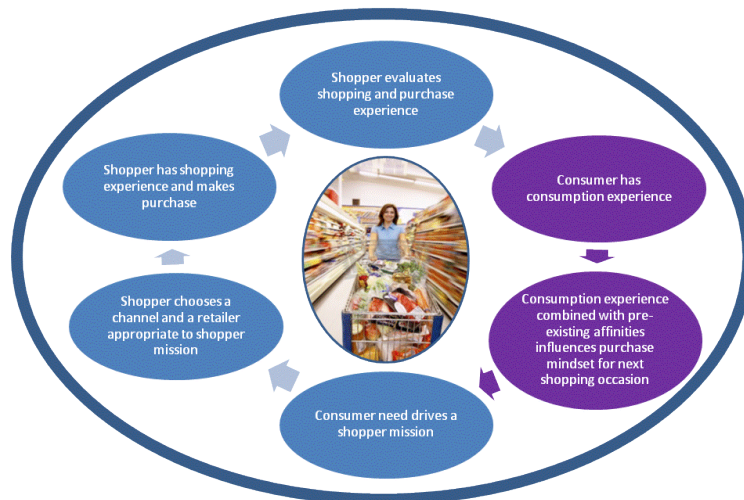 Shopper evaluates
shopping and purchase
experience
Consumer has
consumption experience
Consumption experience
combined with pre-
existing affinities
influences purchase
mindset for next
shopping occasion
Consumer need drives a
shopper mission
Shopper chooses a
channel and a retailer
appropriate to shopper
mission
Shopper has shopping
experience and makes
purchase